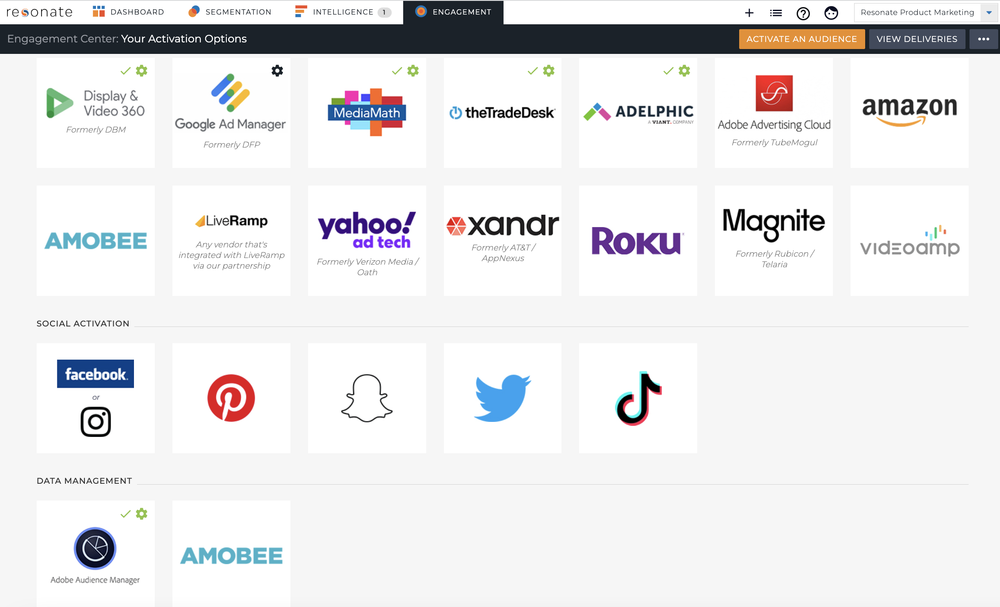 resonate
DASHBOARD
SEGMENTATION
INTELLIGENCE 1
ENGAGEMENT
Resonate Product Marketing
Engagement Center: Your Activation Options
ACTIVATE AN AUDIENCE
VIEW DELIVERIES
Display &
Video 360
Formerly DBM
Google Ad Manager
Formerly DFP
MediaMath
theTradeDesk
ADELPHIC
A VIANT. COMPANY
Adobe Advertising Cloud
Formerly TubeMogul
amazon
AMOBEE
LiveRamp
Any vendor that's
integrated with LiveRamp
via our partnership
yahoo!
ad tech
Formerly Verizon Media /
Oath
xandr
Formerly AT&T /
AppNexus
ROKU
Magnite
Formerly Rubicon /
Telaria
videoamp
SOCIAL ACTIVATION
facebook
or
DATA MANAGEMENT
Adobe Audience Manager
AMOBEE